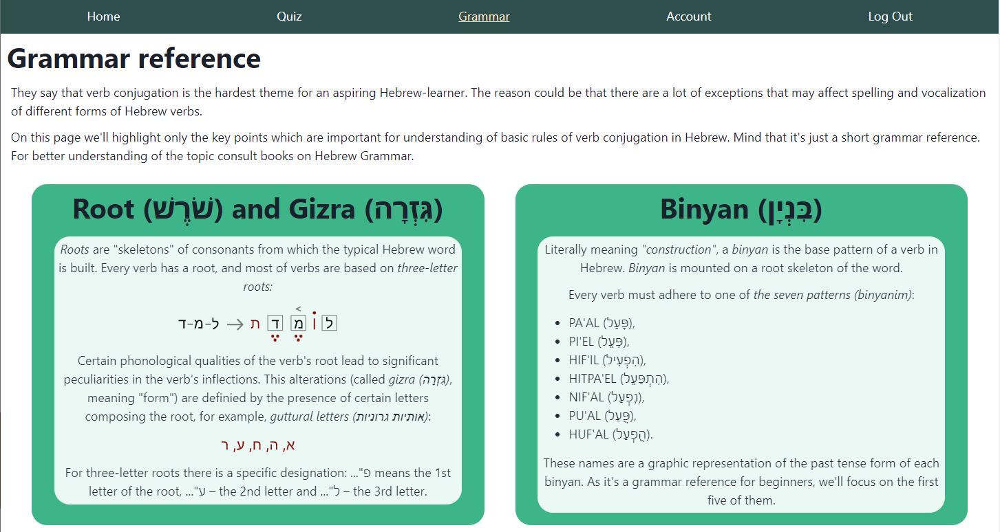 Home Quiz Grammar Account Log Out
Grammar reference
They say that verb conjugation is the hardest theme for an aspiring Hebrew-learner. The reason could be that there are a lot of exceptions that may affect spelling and vocalization
of different forms of Hebrew verbs.
On this page we'll highlight only the key points which are important for understanding of basic rules of verb conjugation in Hebrew. Mind that it's just a short grammar reference.
For better understanding of the topic consult books on Hebrew Grammar.
Root (שֹׁרֶשׁ) and Gizra (גִּזְרָה)
Roots are "skeletons" of consonants from which the typical Hebrew word
is built. Every verb has a root, and most of verbs are based on three-letter
roots:
ל-מ-ד → לוֹמֶ֫דֶת
Certain phonological qualities of the verb's root lead to significant
peculiarities in the verb's inflections. This alterations (called gizra (גִּזְרָה),
meaning "form") are definied by the presence of certain letters
composing the root, for example, guttural letters (אותיות גרוניות):
א, ה, ח, ע, ר
For three-letter roots there is a specific designation: ..."פ means the 1st
letter of the root, ..."ע – the 2nd letter and ..."ל – the 3rd letter.
Binyan (בִּנְיָן)
Literally meaning "construction", a binyan is the base pattern of a verb in
Hebrew. Binyan is mounted on a root skeleton of the word.
Every verb must adhere to one of the seven patterns (binyanim):
• PA'AL (פָּעַל),
• PI'EL (פִּעֵל),
• HIF'IL (הִפְעִיל),
• HITPA'EL (הִתְפַּעֵל),
• NIF'AL (נִפְעַל),
• PU'AL (פֻּעַל),
• HUF'AL (הֻפְעַל).
These names are a graphic representation of the past tense form of each
binyan. As it's a grammar reference for beginners, we'll focus on the first
five of them.